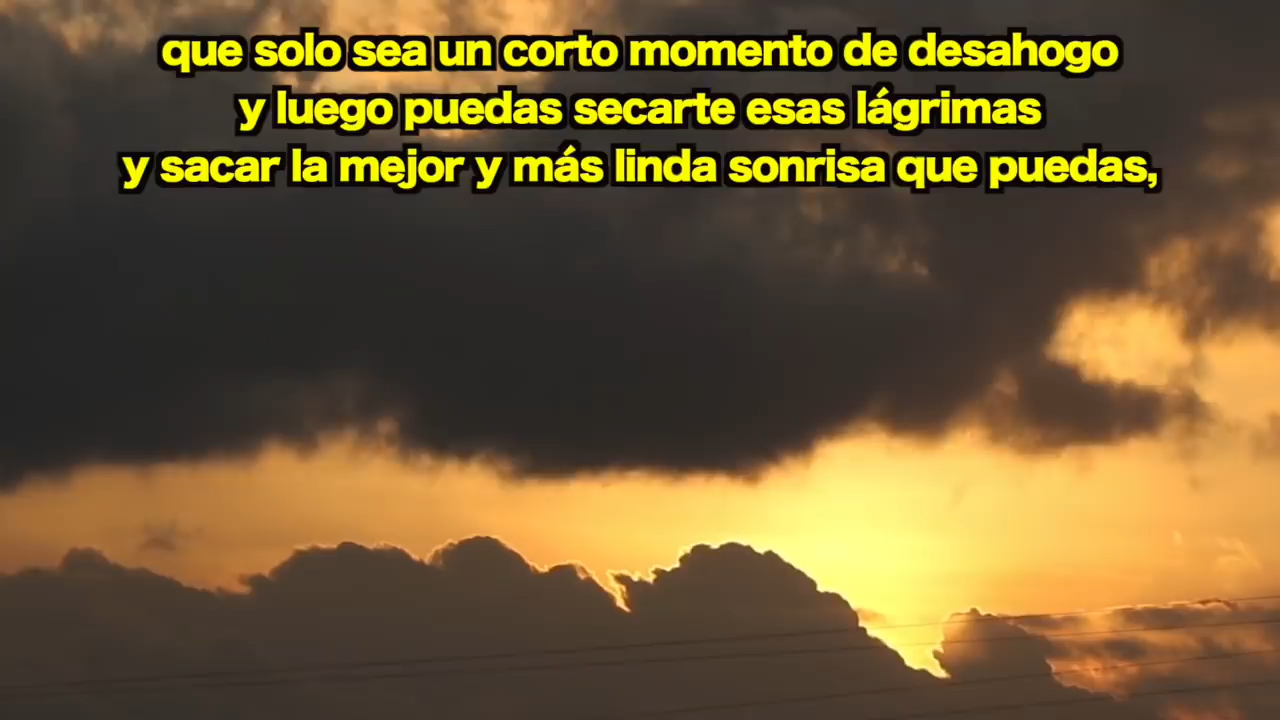 que solo sea un corto momento de desahogo
y luego puedas secarte esas lágrimas
y sacar la mejor y más linda sonrisa que puedas,